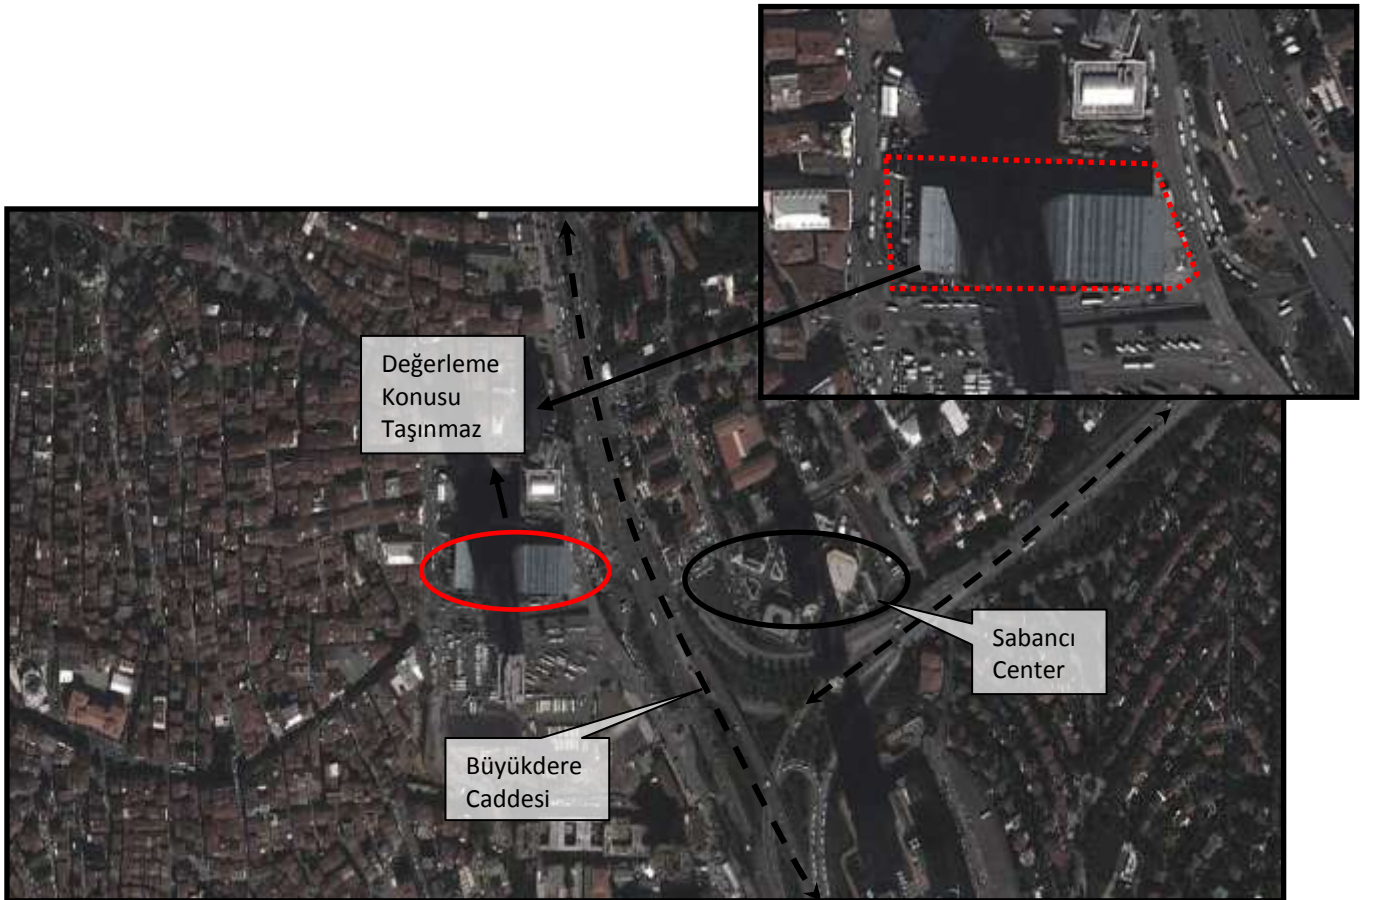 Değerleme
Konusu
Taşınmaz
Sabancı
Center
Büyükdere
Caddesi